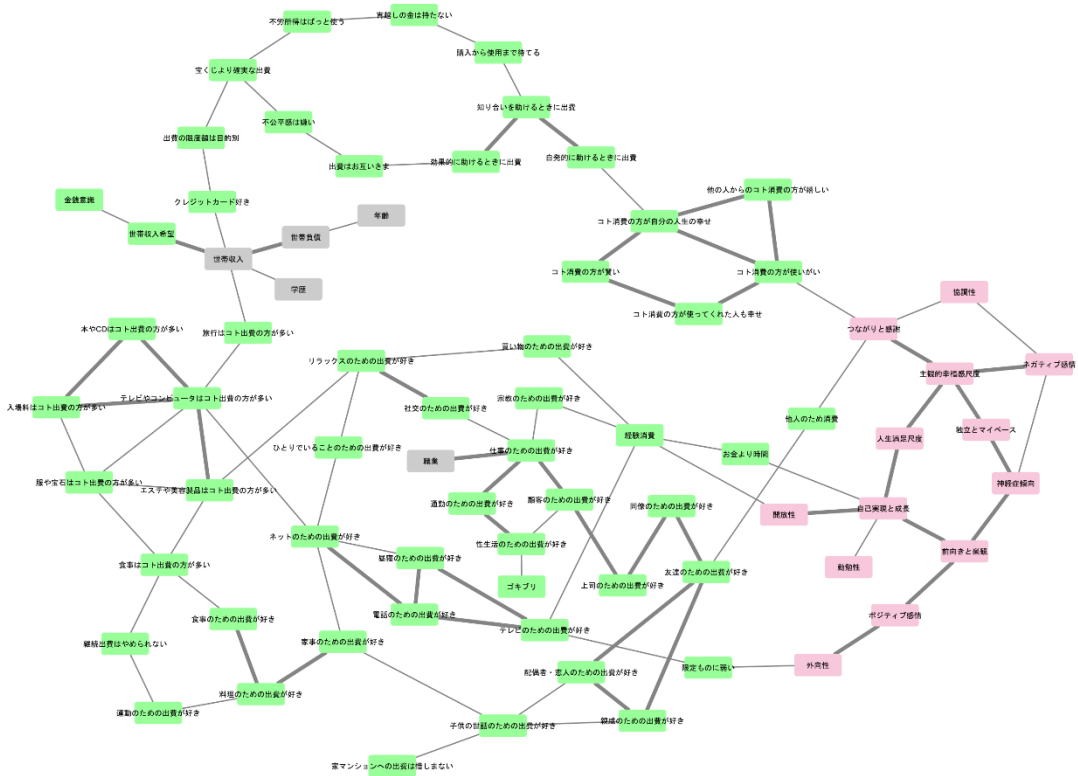 宵越しの金は持たない
不労所得はぱっと使う
購入から使用まで待てる
宝くじより確実な出費
知り合いを助けるときに出費
不公平感は嫌い
出費の限度額は目的別
自発的に助けるときに出費
効果的に助けるときに出費
出費はお互いさま
他の人からのコト消費の方が嬉しい
金銭意識
クレジットカード好き
年齢
コト消費の方が自分の人生の幸せ
世帯収入希望
世帯負債
世帯収入
コト消費の方が賢い
コト消費の方が使いがい
学歴
協調性
コト消費の方が使ってくれた人も幸せ
本やCDはコト出費の方が多い
旅行はコト出費の方が多い
つながりと感謝
買い物のための出費が好き
リラックスのための出費が好き
ネガティブ感情
主観的幸福感尺度
テレビやコンピュータはコト出費の方が多い
宗教のための出費が好き
入場料はコト出費の方が多い
社交のための出費が好き
他人のため消費
独立とマイペース
経験消費
人生満足尺度
ひとりでいることのための出費が好き
仕事のための出費が好き
お金より時間
職業
服や宝石はコト出費の方が多い
神経症傾向
エステや美容製品はコト出費の方が多い
通勤のための出費が好き
顧客のための出費が好き
同僚のための出費が好き
開放性
自己実現と成長
ネットのための出費が好き
性生活のための出費が好き
前向きと楽観
昼寝のための出費が好き
食事はコト出費の方が多い
勤勉性
友達のための出費が好き
ゴキブリ
上司のための出費が好き
電話のための出費が好き
食事のための出費が好き
ポジティブ感情
テレビのための出費が好き
継続出費はやめられない
家事のための出費が好き
外向性
限定ものに弱い
配偶者・恋人のための出費が好き
料理のための出費が好き
運動のための出費が好き
親戚のための出費が好き
子供の世話のための出費が好き
家マンションへの出費は惜しまない